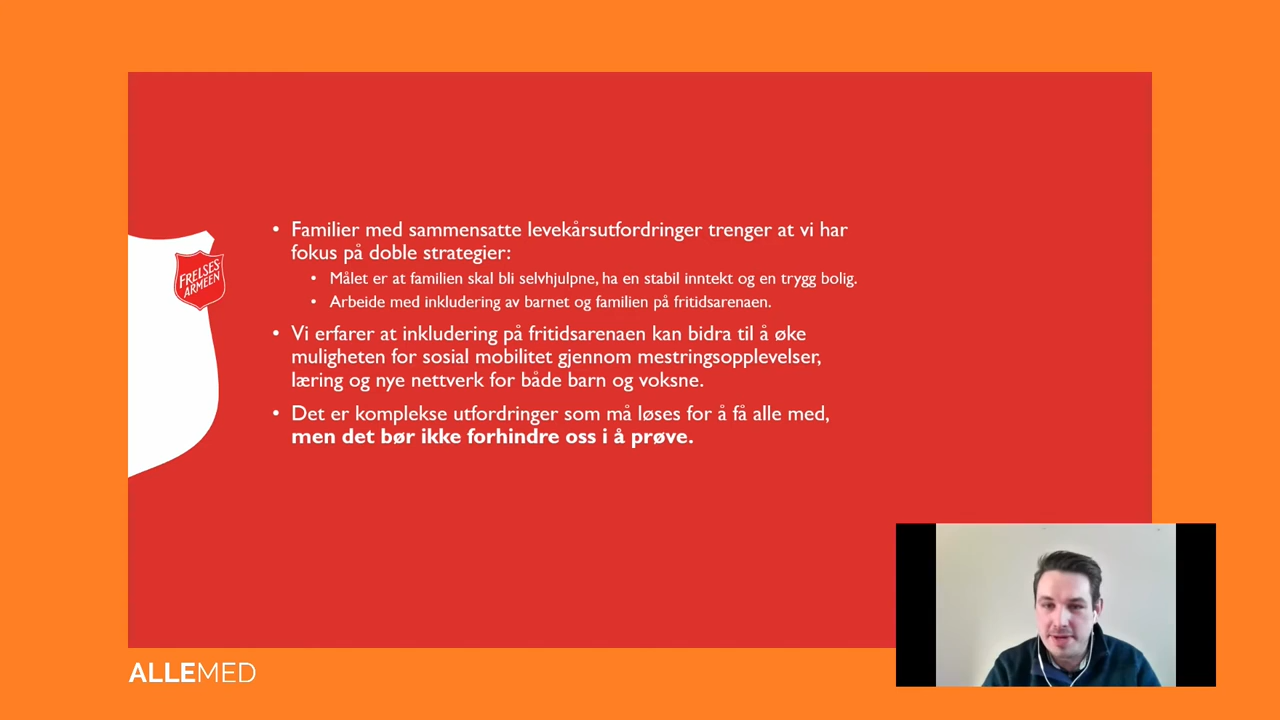 • Familier med sammensatte levekårsutfordringer trenger at vi har
fokus på doble strategier:
• Målet er at familien skal bli selvhjulpne, ha en stabil inntekt og en trygg bolig.
• Arbeide med inkludering av barnet og familien på fritidsarenaen.
FRELSES-
ARMEEN
• Vi erfarer at inkludering på fritidsarenaen kan bidra til å øke
muligheten for sosial mobilitet gjennom mestringsopplevelser,
læring og nye nettverk for både barn og voksne.
• Det er komplekse utfordringer som må løses for å få alle med,
men det bør ikke forhindre oss i å prøve.
ALLEMED